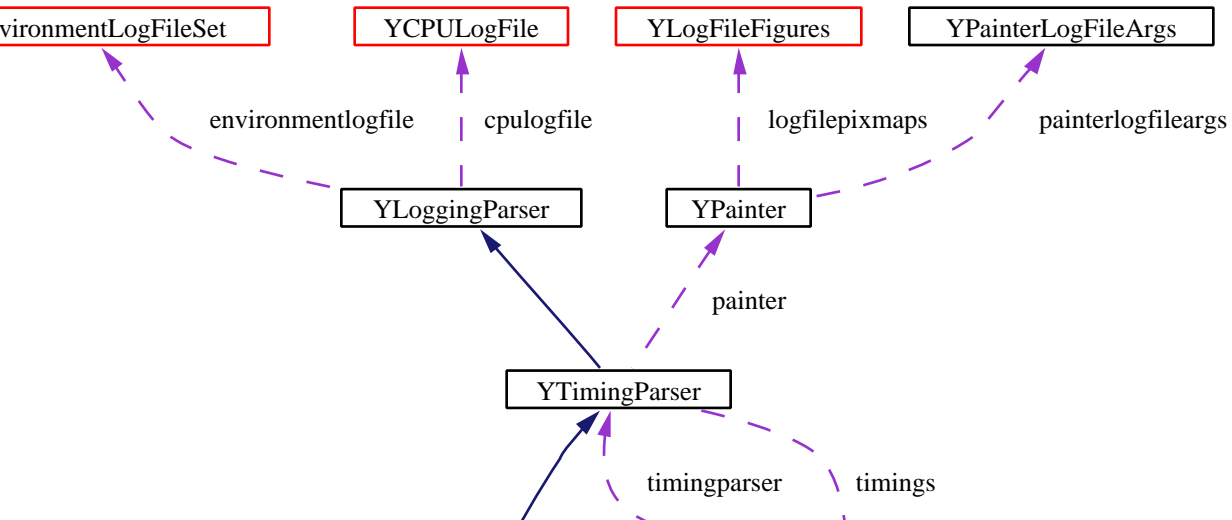 vironmentLogFileSet
YCPULogFile
YLogFileFigures
YPainterLogFileArgs
environmentlogfile
cpulogfile
logfilepixmaps
painterlogfileargs
YLoggingParser
YPainter
painter
YTimingParser
timingparser
timings